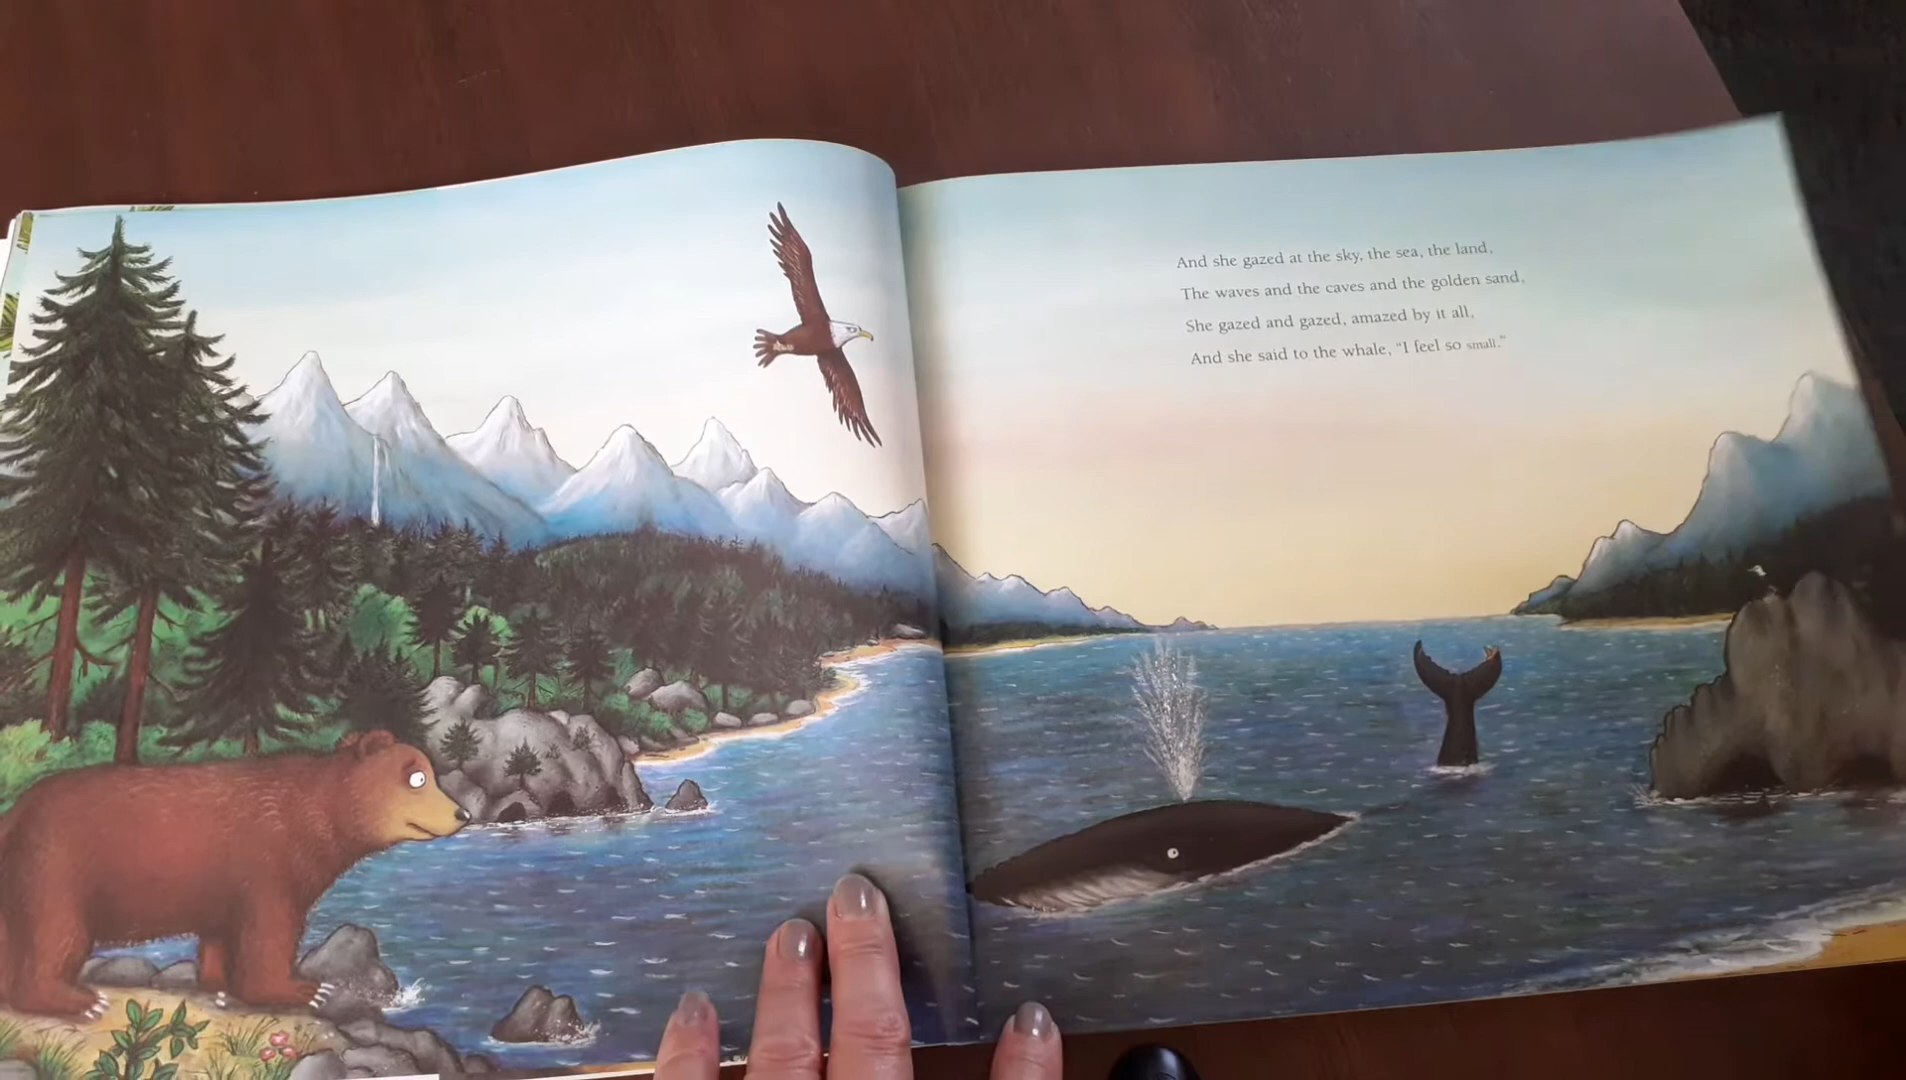 And she gazed at the sky, the sea, the land,
The waves and the caves and the golden sand,
She gazed and gazed, amazed by it all,
And she said to the whale, "I feel so small."